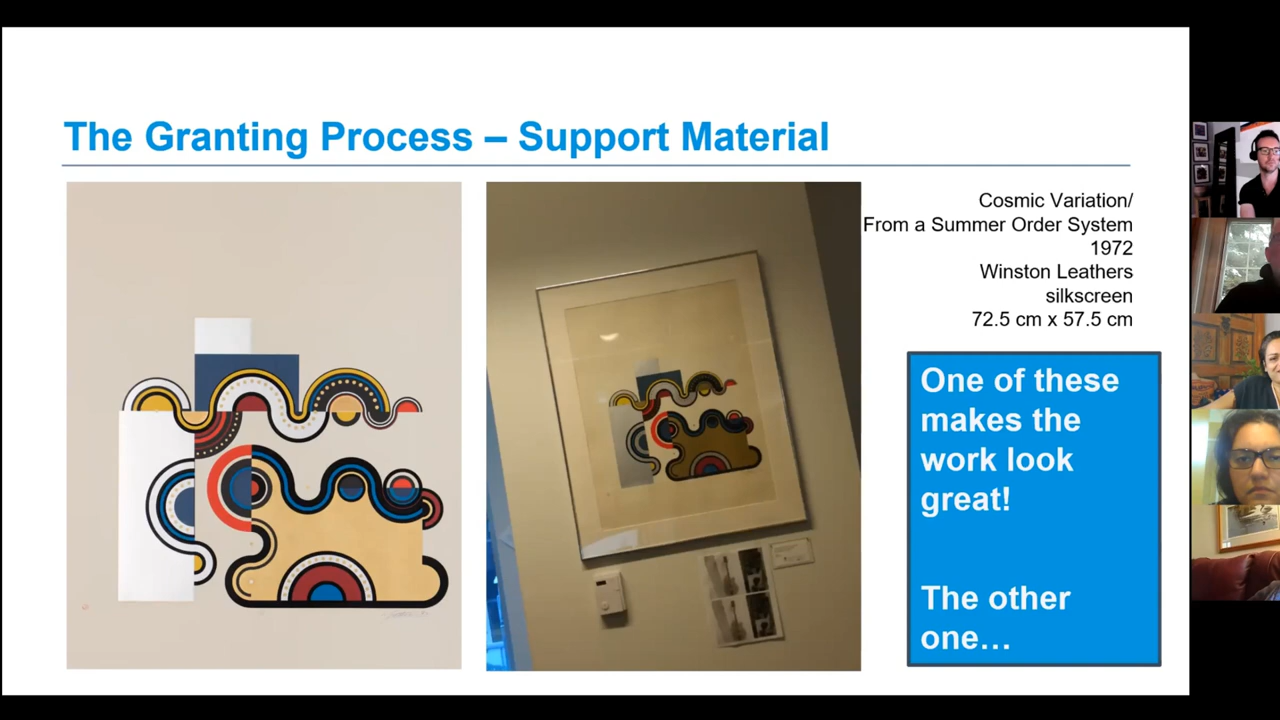 The Granting Process – Support Material
Cosmic Variation/
From a Summer Order System
1972
Winston Leathers
silkscreen
72.5 cm x 57.5 cm
One of these
makes the
work look
great!
The other
one…